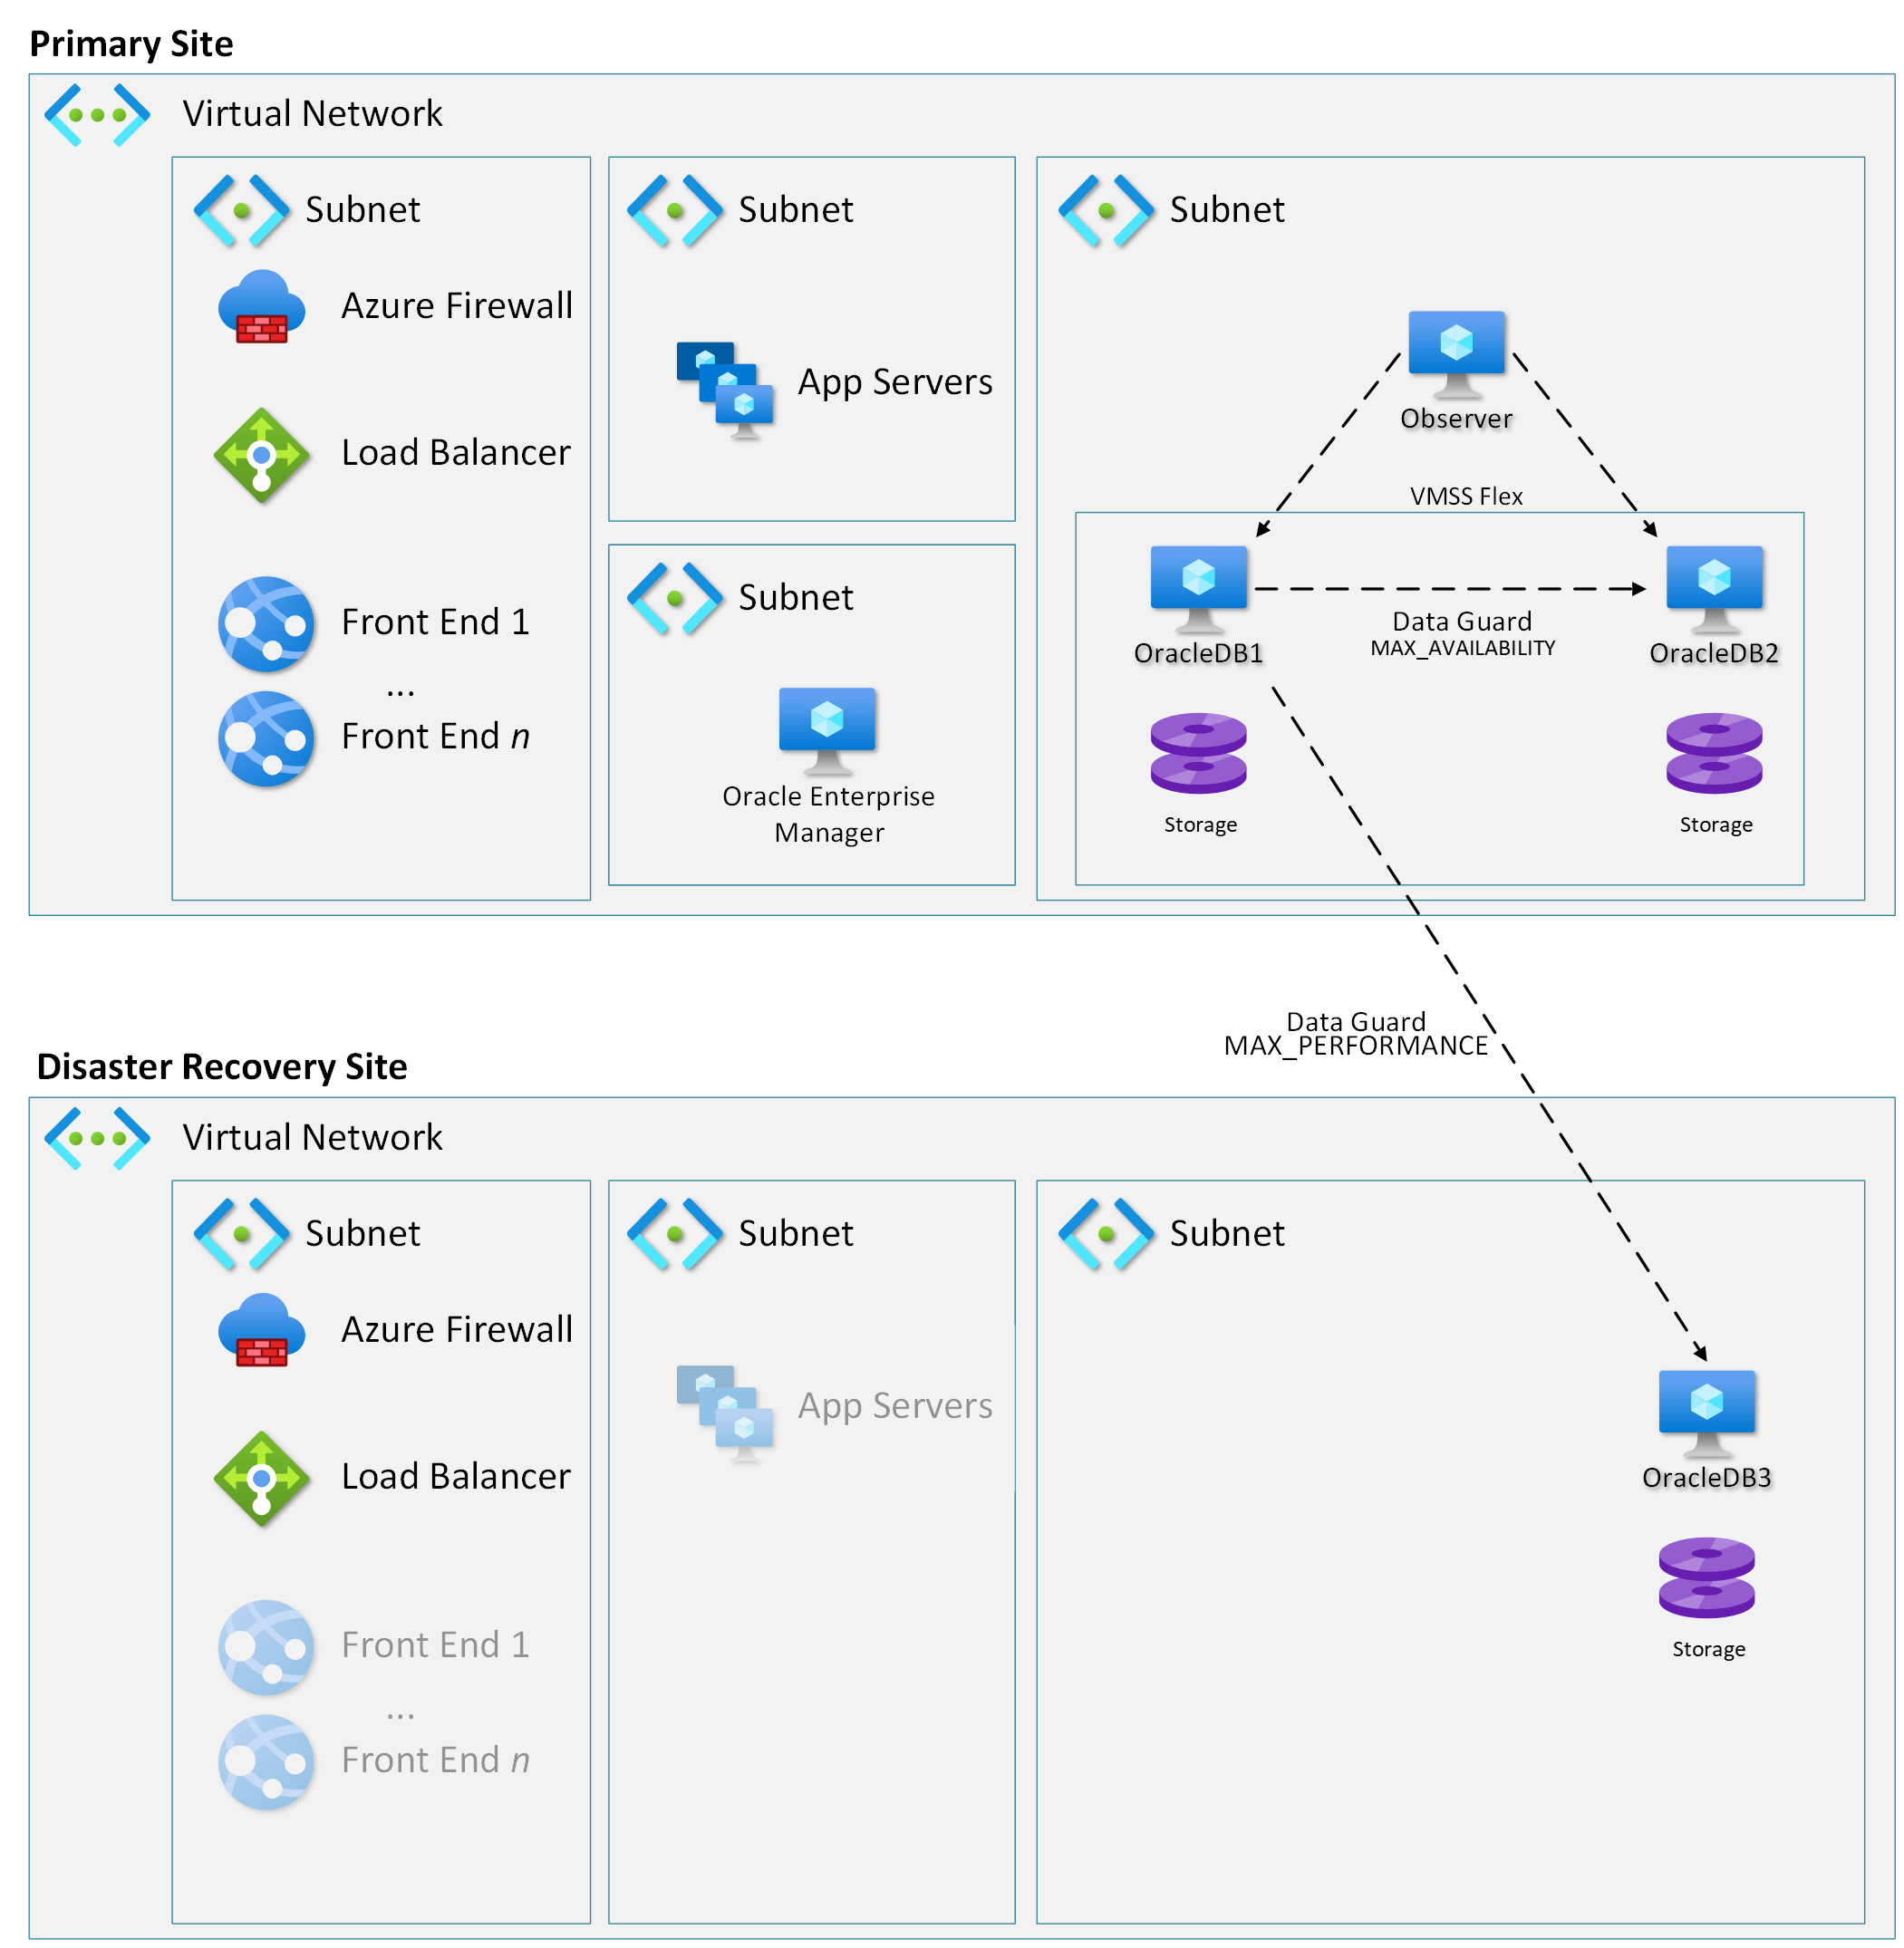 Primary Site
Virtual Network
Subnet
Azure Firewall
Load Balancer
Front End 1
...
Front End n
Subnet
App Servers
Subnet
Oracle Enterprise
Manager
Subnet
Observer
VMSS Flex
OracleDB1
Data Guard
MAX_AVAILABILITY
OracleDB2
Storage
Storage
Data Guard
MAX_PERFORMANCE
Disaster Recovery Site
Virtual Network
Subnet
Azure Firewall
Load Balancer
Front End 1
...
Front End n
Subnet
App Servers
Subnet
OracleDB3
Storage